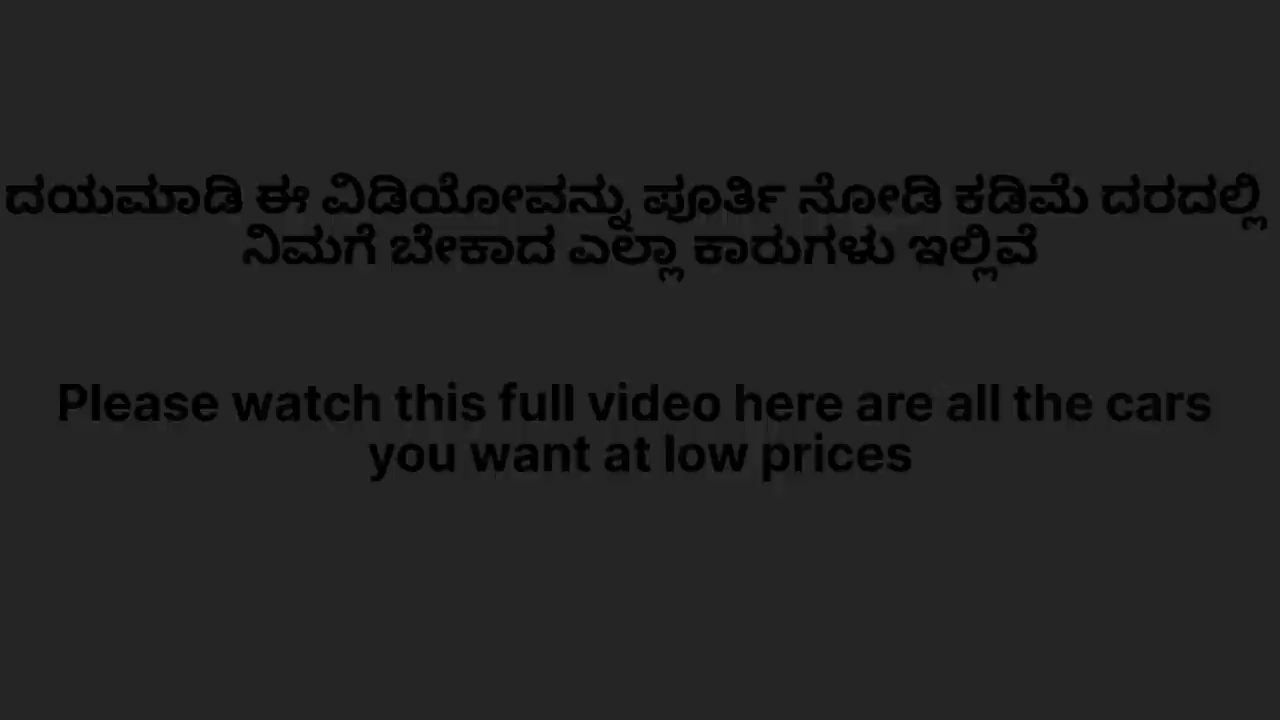 ದಯಮಾಡಿ ಈ ವಿಡಿಯೋವನ್ನು ಪೂರ್ತಿ ನೋಡಿ ಕಡಿಮೆ ದರದಲ್ಲಿ
ನಿಮಗೆ ಬೇಕಾದ ಎಲ್ಲಾ ಕಾರುಗಳು ಇಲ್ಲಿವೆ
Please watch this full video here are all the cars
you want at low prices